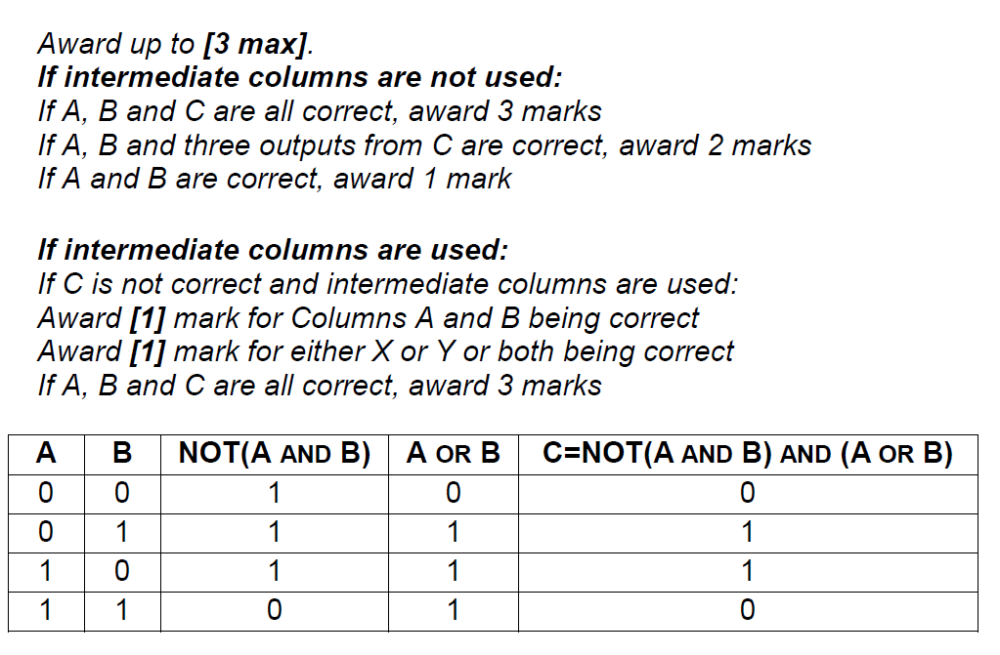 Award up to [3 max].
If intermediate columns are not used:
If A, B and C are all correct, award 3 marks
If A, B and three outputs from C are correct, award 2 marks
If A and B are correct, award 1 mark
If intermediate columns are used:
If C is not correct and intermediate columns are used:
Award [1] mark for Columns A and B being correct
Award [1] mark for either X or Y or both being correct
If A, B and C are all correct, award 3 marks
A B NOT(A AND B) A OR B C=NOT(A AND B) AND (A OR B)
0 0 1 0 0
0 1 1 1 1
1 0 1 1 1
1 1 0 1 0